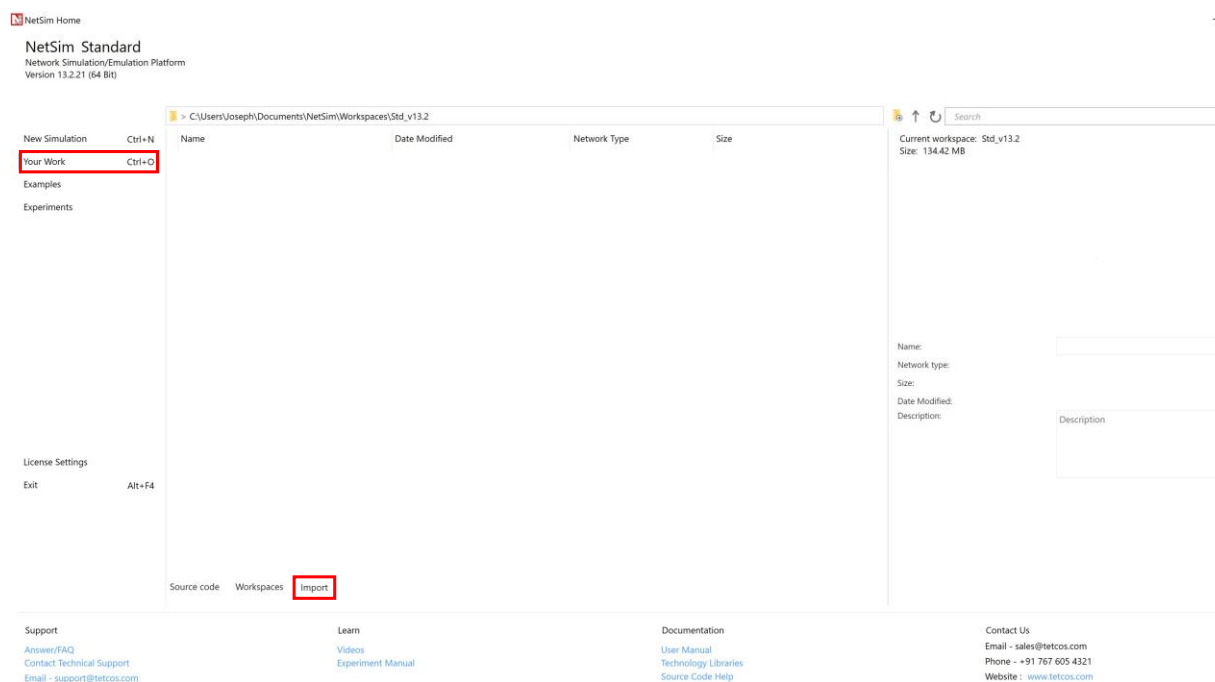 NetSim Home
NetSim Standard
Network Simulation/Emulation Platform
Version 13.2.21 (64 Bit)
> C:\Users\Joseph\Documents\NetSim\Workspaces\Std_v13.2
Search
New Simulation Ctrl+N
Your Work Ctrl+O
Examples
Experiments
Name Date Modified Network Type Size
Current workspace: Std_v13.2
Size: 134.42 MB
Name:
Network type:
Size:
Date Modified:
Description:
Description
License Settings
Exit Alt+F4
Source code Workspaces Import
Support
Answer/FAQ
Contact Technical Support
Email - support@tetcos.com
Learn
Videos
Experiment Manual
Documentation
User Manual
Technology Libraries
Source Code Help
Contact Us
Email - sales@tetcos.com
Phone - +91 767 605 4321
Website : www.tetcos.com